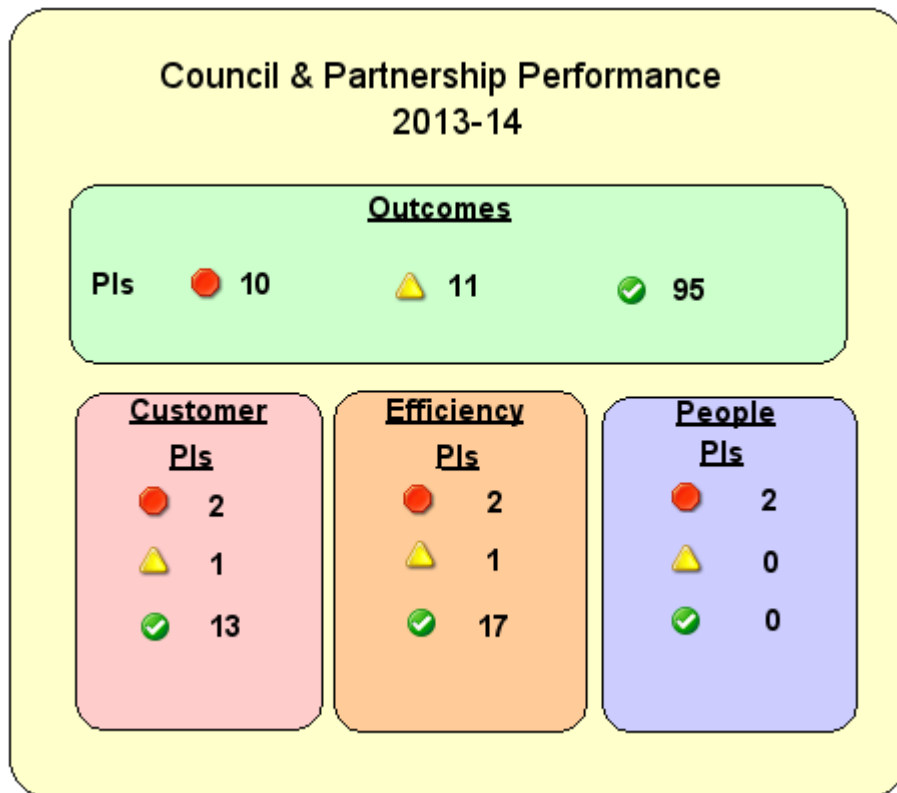 Council & Partnership Performance
2013-14
Outcomes
PIs 10 11 95
Customer
PIs
2
1
13
Efficiency
PIs
2
1
17
People
PIs
2
0
0